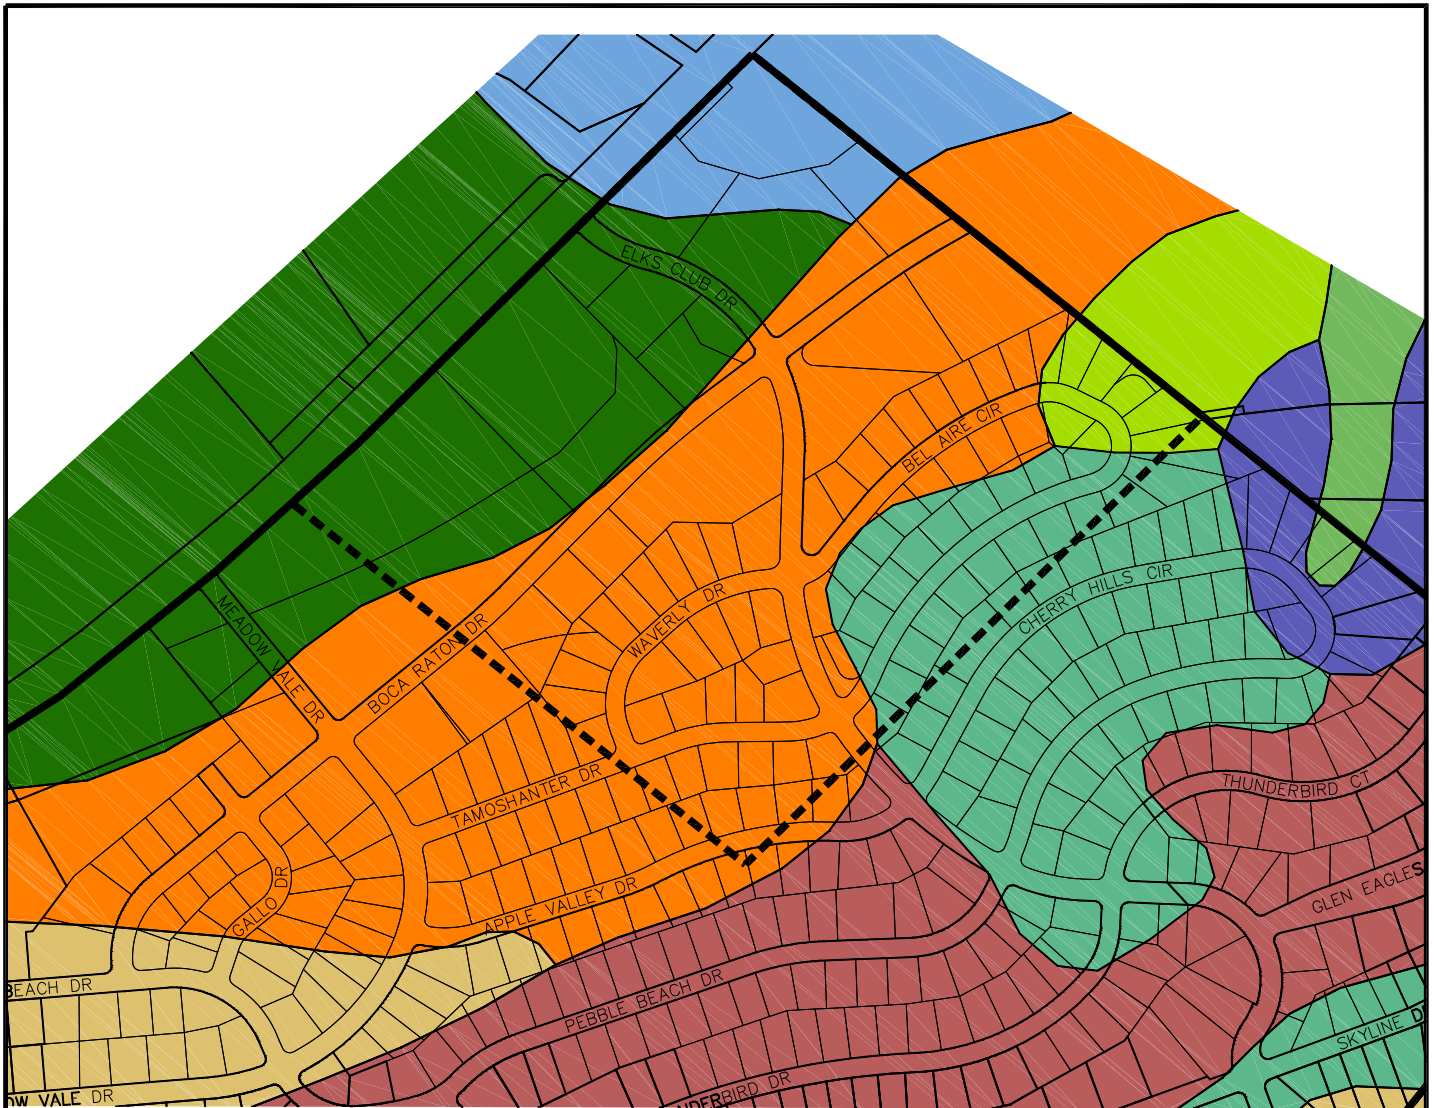 ELKS CLUB DR
BEL AIRE CIR
CHERRY HILLS CIR
MEADOW VALE DR
WAVERLY DR
BOCA RATON DR
TAMOSHANTER DR
THUNDERBIRD CT
GALLO DR
APPLE VALLEY DR
GLEN EAGLES
BEACH DR
PEBBLE BEACH DR
SKYLINE D
OW VALE DR
NDERBIRD DR